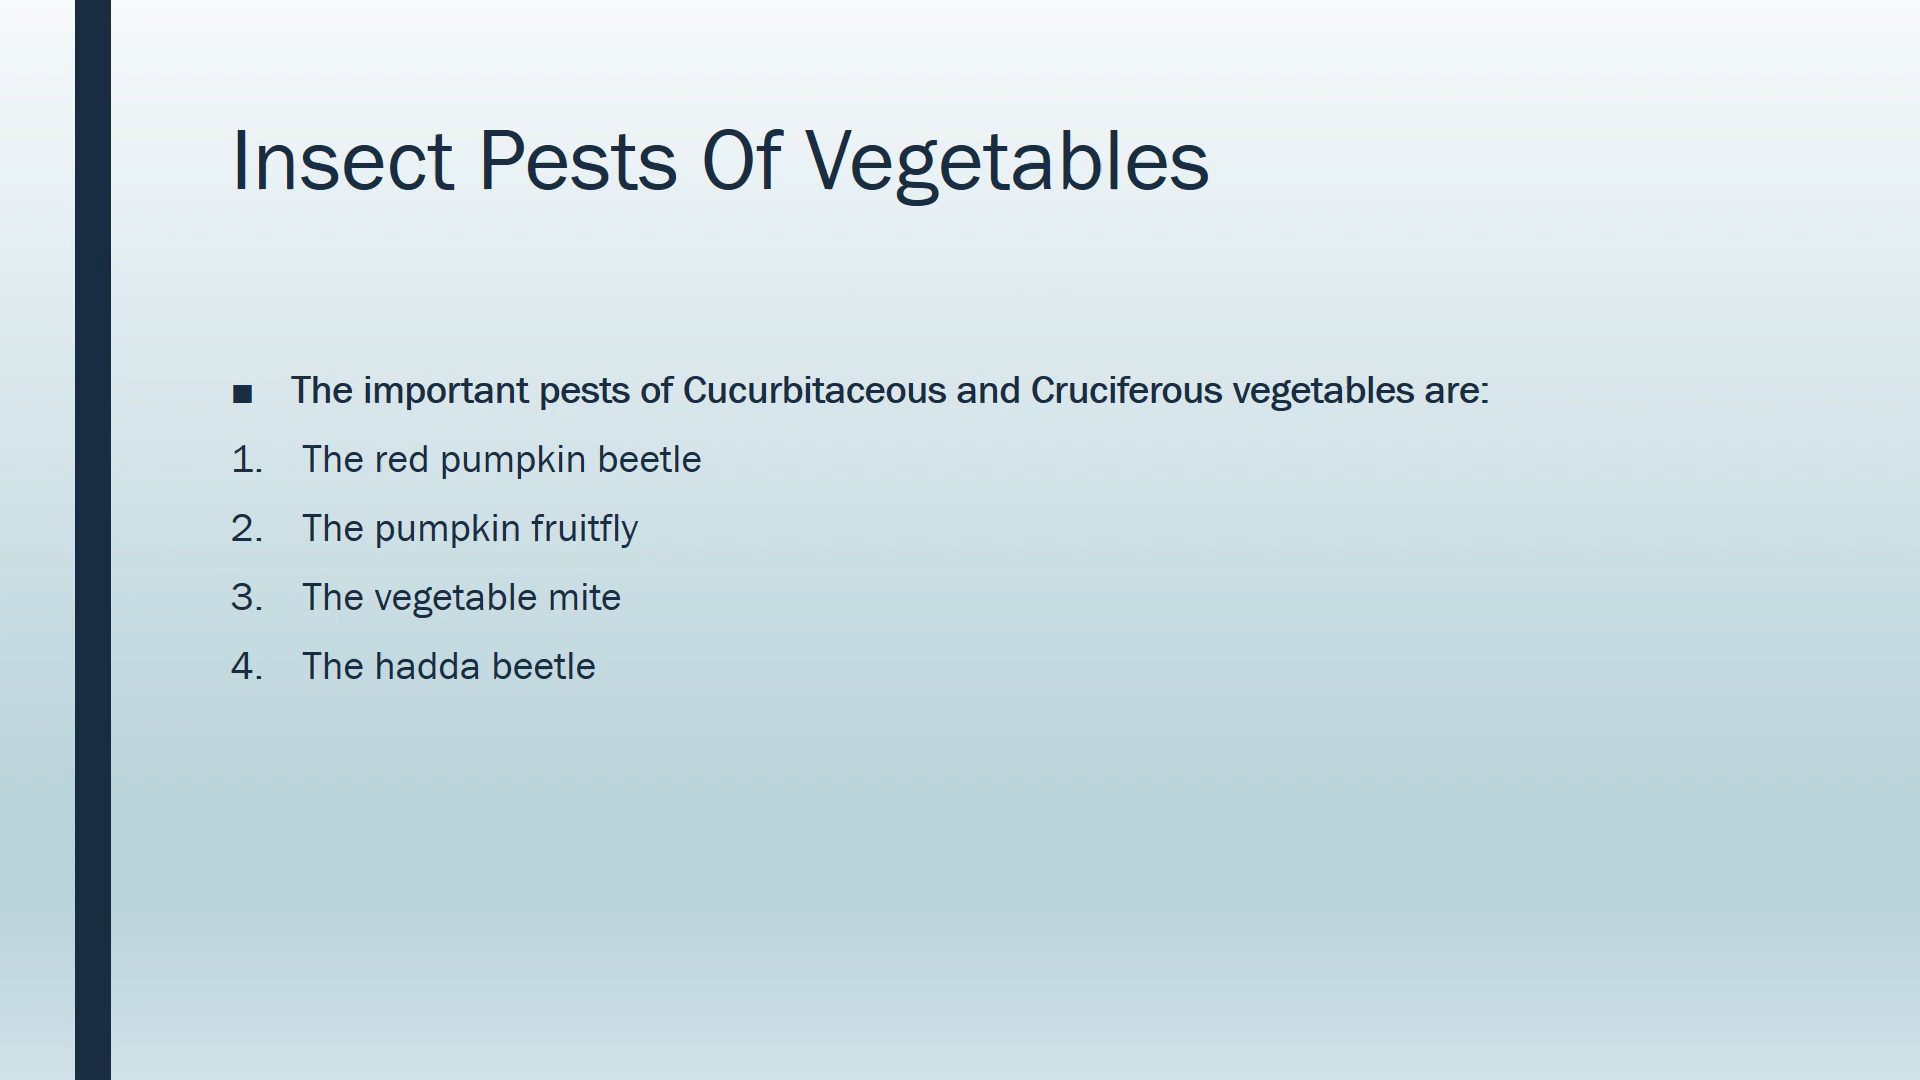 Insect Pests Of Vegetables
■ The important pests of Cucurbitaceous and Cruciferous vegetables are:
1. The red pumpkin beetle
2. The pumpkin fruitfly
3. The vegetable mite
4. The hadda beetle